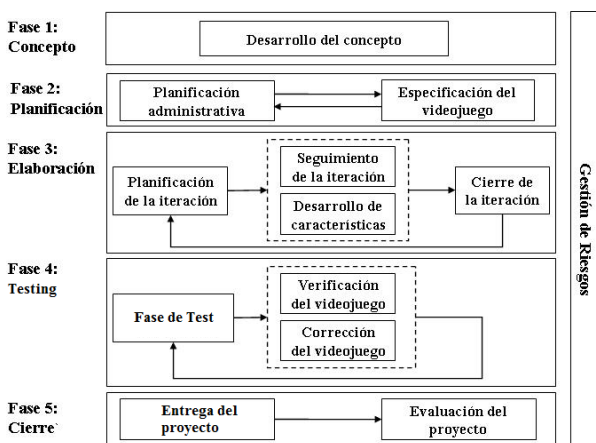 Fase 1:
Concepto
Desarrollo del concepto
Fase 2:
Planificación
Planificación
administrativa
Especificación del
videojuego
Fase 3:
Elaboración
Planificación
de la iteración
Seguimiento
de la iteración
Desarrollo de
características
Cierre de
la iteración
Fase 4:
Testing
Fase de Test
Verificación
del videojuego
Corrección
del videojuego
Fase 5:
Cierre`
Entrega del
proyecto
Evaluación del
proyecto
Gestión de Riesgos